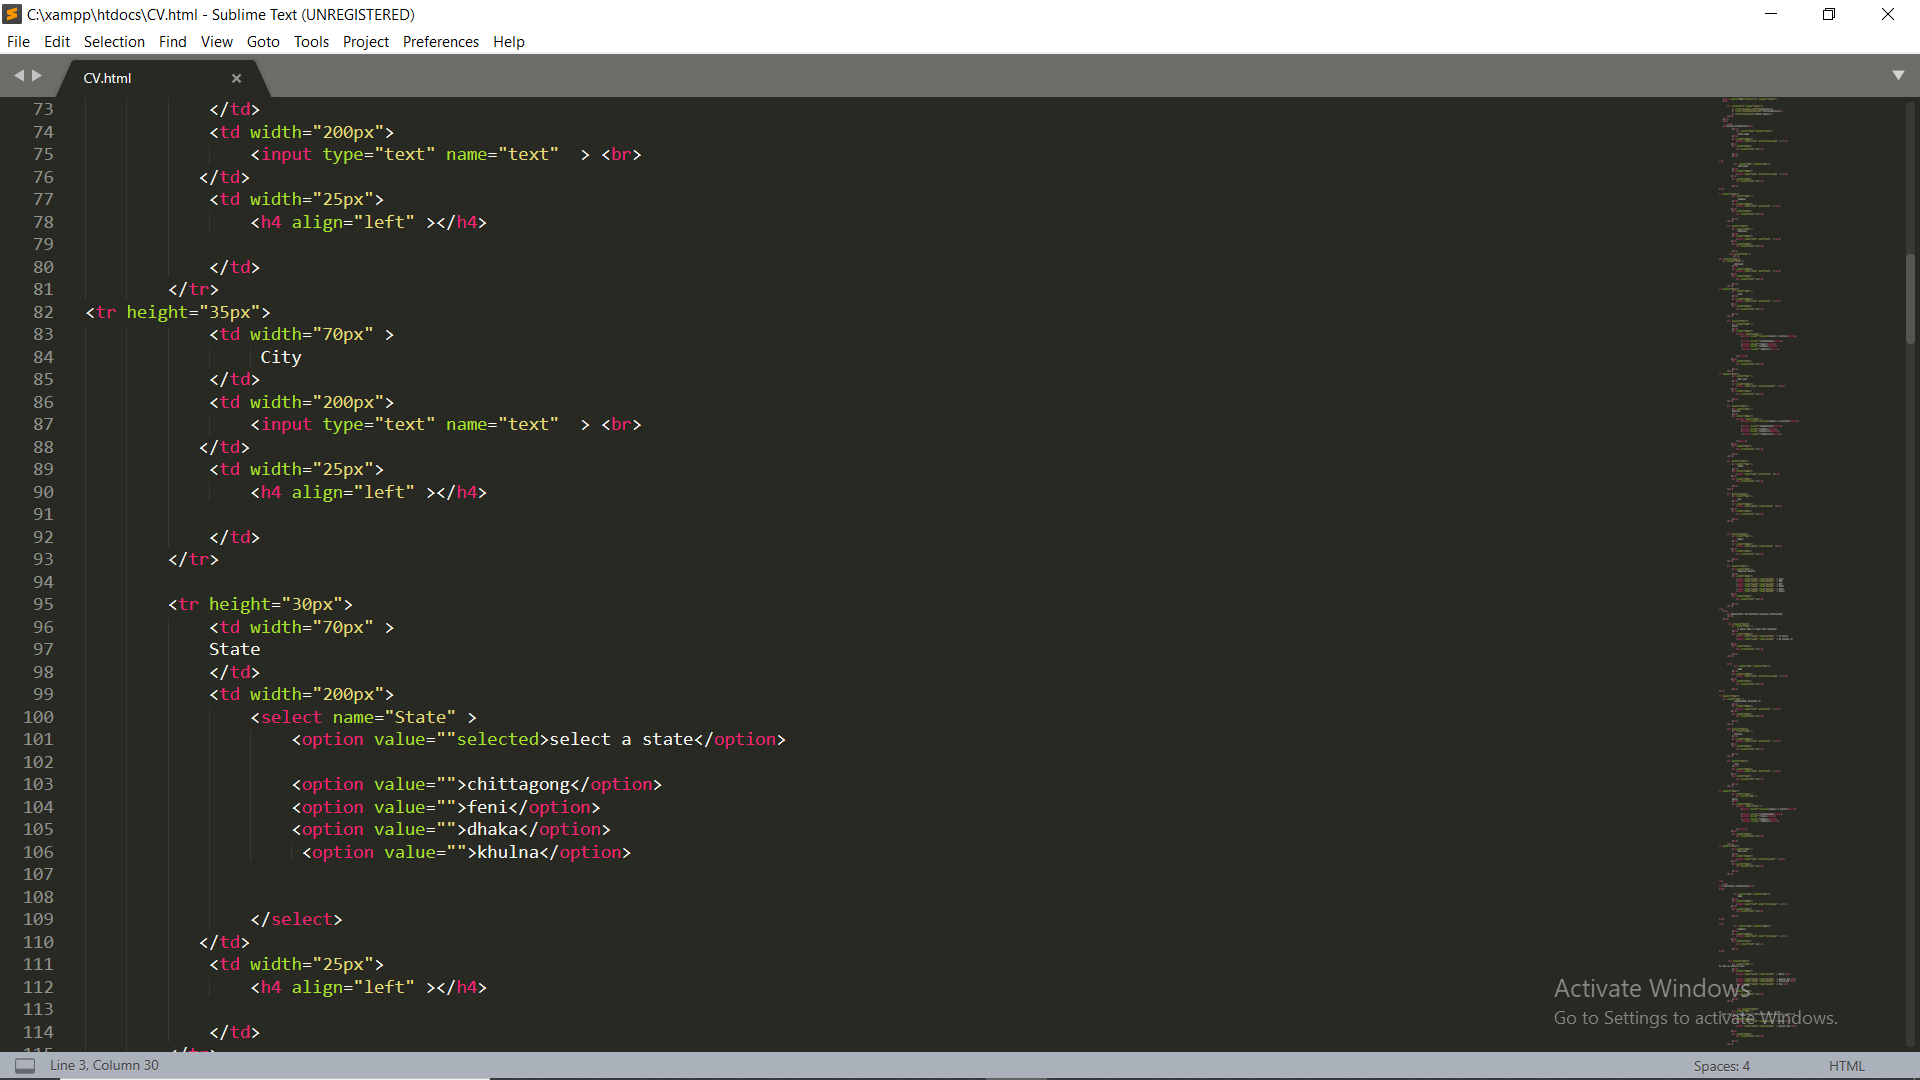 C:\xampp\htdocs\CV.html - Sublime Text (UNREGISTERED)
File Edit Selection Find View Goto Tools Project Preferences Help
CV.html
73 </td>
74 <td width="200px">
75 <input type="text" name="text"  > <br>
76 </td>
77 <td width="25px">
78 <h4 align="left" ></h4>
79
80 </td>
81 </tr>
82 <tr height="35px">
83 <td width="70px" >
84 City
85 </td>
86 <td width="200px">
87 <input type="text" name="text"  > <br>
88 </td>
89 <td width="25px">
90 <h4 align="left" ></h4>
91
92 </td>
93 </tr>
94
95 <tr height="30px">
96 <td width="70px" >
97 State
98 </td>
99 <td width="200px">
100 <select name="State" >
101 <option value=""selected>select a state</option>
102
103 <option value="">chittagong</option>
104 <option value="">feni</option>
105 <option value="">dhaka</option>
106 <option value="">khulna</option>
107
108
109 </select>
110 </td>
111 <td width="25px">
112 <h4 align="left" ></h4>
113
114 </td>
Activate Windows
Go to Settings to activate Windows.
Line 3, Column 30
Spaces: 4
HTML